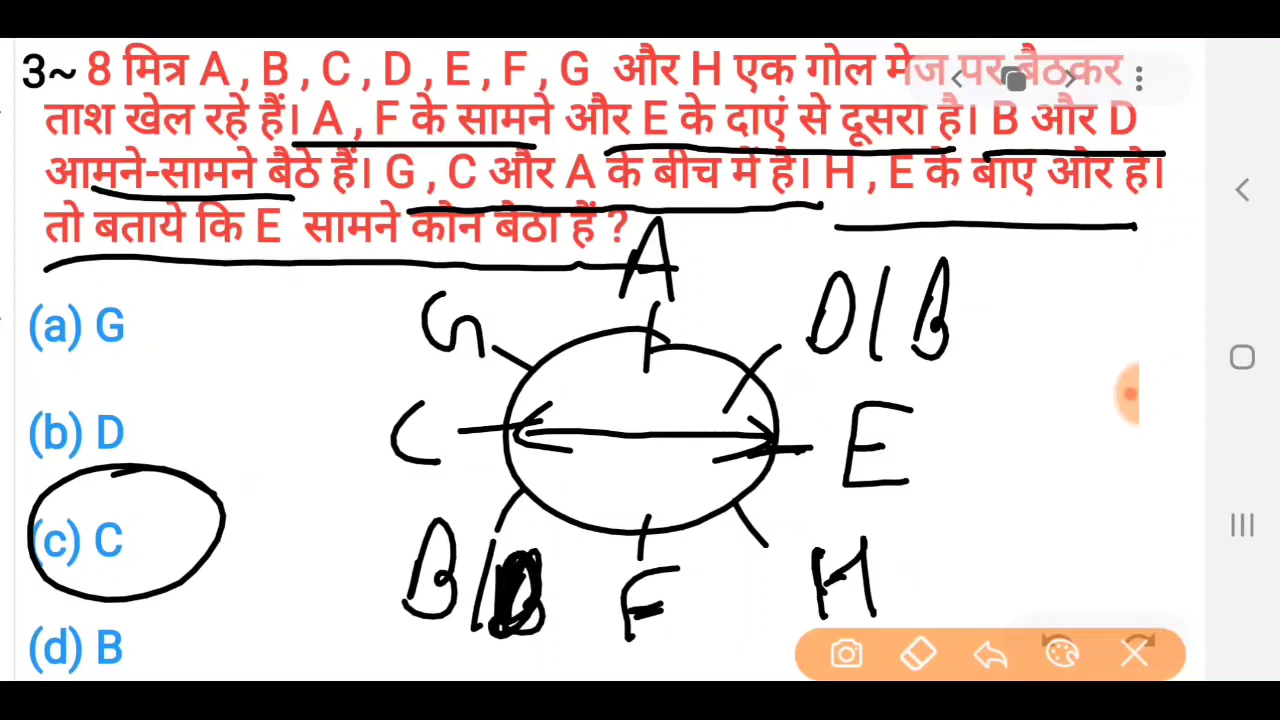 3~ 8 मित्र A , B , C , D , E , F , G और H एक गोल मेज पर बैठकर
ताश खेल रहे हैं। A , F के सामने और E के दाएं से दूसरा है। B और D
आमने-सामने बैठे हैं। G , C और A के बीच में है। H , E के बाए ओर है।
तो बताये कि E सामने कोन बैठा हैं ?
A
(a) G
G
D/B
(b) D
C
E
(c) C
B/D
F
H
(d) B